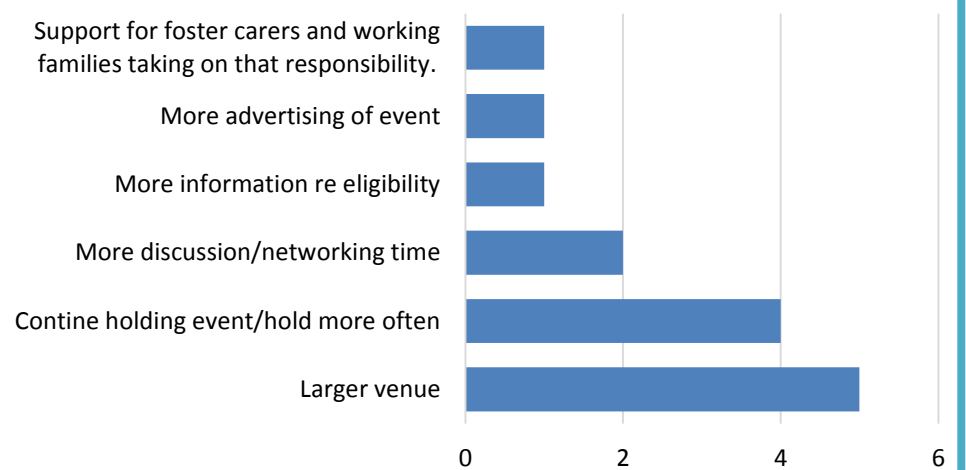 Support for foster carers and working
families taking on that responsibility.
More advertising of event
More information re eligibility
More discussion/networking time
Contine holding event/hold more often
Larger venue
0 2 4 6